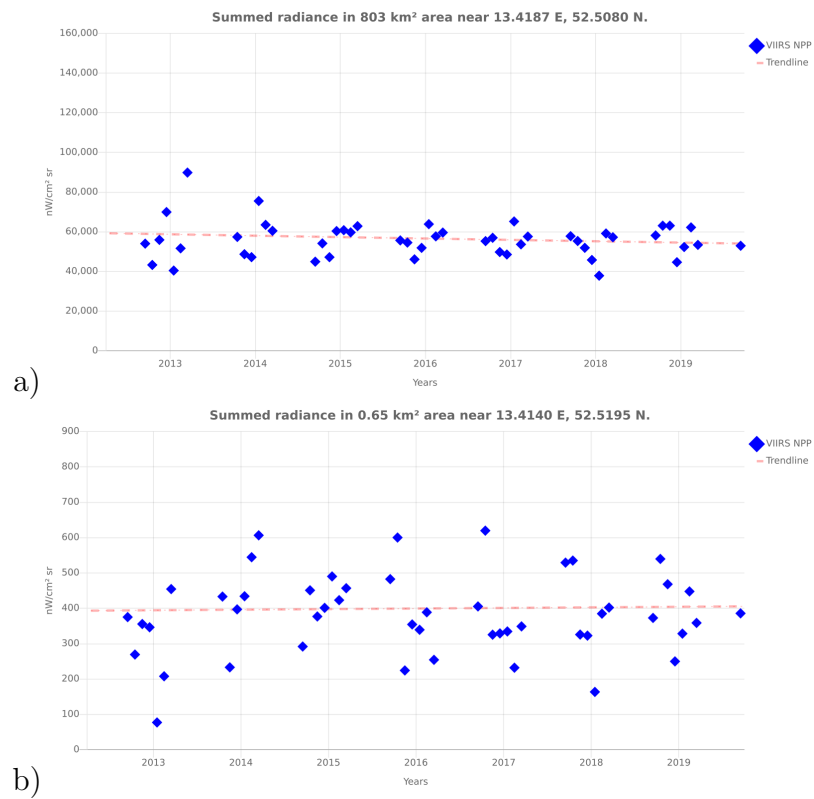 Summed radiance in 803 km² area near 13.4187 E, 52.5080 N.
160,000
140,000
120,000
100,000
80,000
60,000
40,000
20,000
0
nW/cm² sr
2013 2014 2015 2016 2017 2018 2019
Years
VIIRS NPP
Trendline
a)
Summed radiance in 0.65 km² area near 13.4140 E, 52.5195 N.
900
800
700
600
500
400
300
200
100
0
nW/cm² sr
2013 2014 2015 2016 2017 2018 2019
Years
VIIRS NPP
Trendline
b)